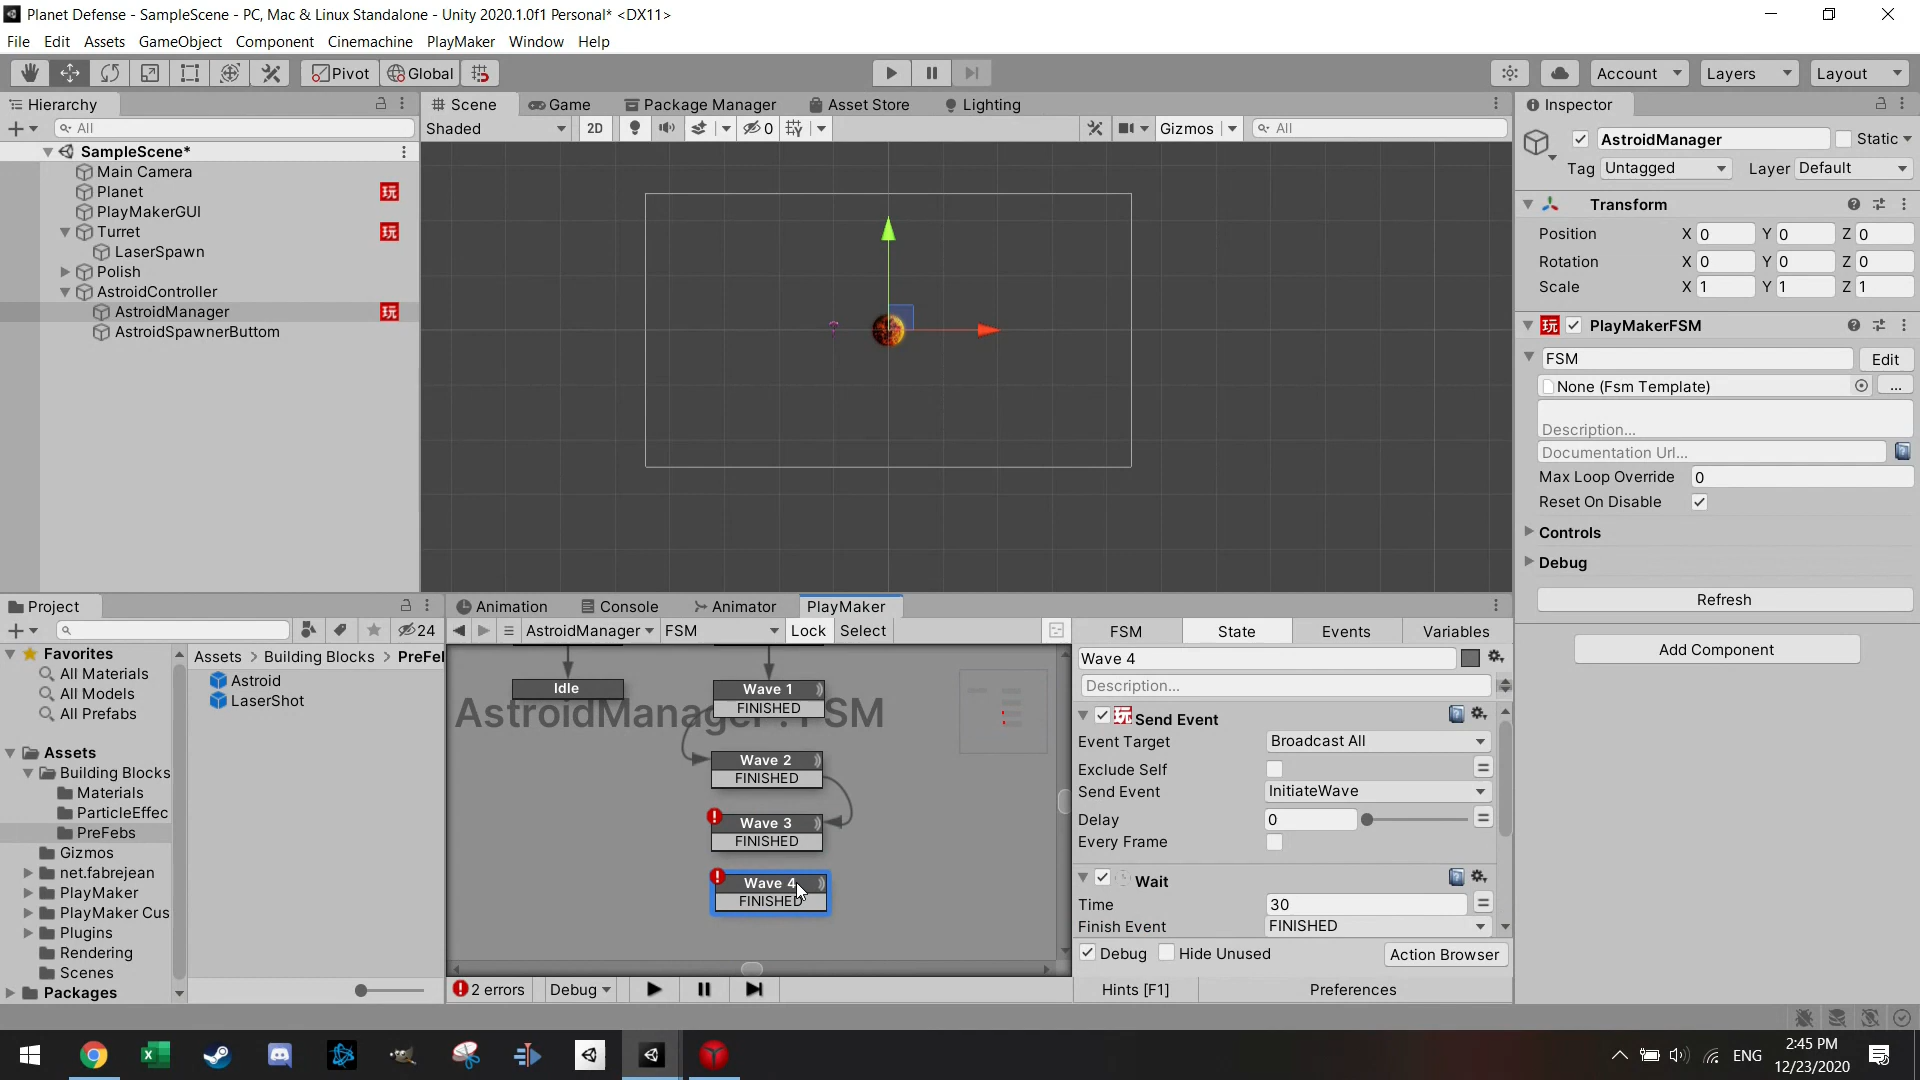 Planet Defense - SampleScene - PC, Mac & Linux Standalone - Unity 2020.1.0f1 Personal* <DX11>
File Edit Assets GameObject Component Cinemachine PlayMaker Window Help
Pivot Global Account Layers Layout
Hierarchy
All
SampleScene*
Main Camera
Planet 玩
PlayMakerGUI
Turret 玩
LaserSpawn
Polish
AstroidController
AstroidManager 玩
AstroidSpawnerButtom
Scene Game Package Manager Asset Store Lighting
Shaded 2D 0 Gizmos All
Inspector
AstroidManager Static
Tag Untagged Layer Default
Transform
Position X 0 Y 0 Z 0
Rotation X 0 Y 0 Z 0
Scale X 1 Y 1 Z 1
玩 PlayMakerFSM
FSM Edit
None (Fsm Template) ...
Description...
Documentation Url...
Max Loop Override 0
Reset On Disable
Controls
Debug
Refresh
Add Component
Project
24
Favorites
All Materials
All Models
All Prefabs
Assets
Building Blocks
Materials
ParticleEffec
PreFebs
Gizmos
net.fabrejean
PlayMaker
PlayMaker Cus
Plugins
Rendering
Scenes
Packages
Assets > Building Blocks > PreFel
Astroid
LaserShot
Animation Console Animator PlayMaker
AstroidManager FSM Lock Select
AstroidManager : FSM
Idle
Wave 1
FINISHED
Wave 2
FINISHED
Wave 3
FINISHED
Wave 4
FINISHED
2 errors Debug
FSM State Events Variables
Wave 4
Description...
玩 Send Event
Event Target Broadcast All
Exclude Self
Send Event InitiateWave
Delay 0
Every Frame
Wait
Time 30
Finish Event FINISHED
Debug Hide Unused Action Browser
Hints [F1] Preferences
ENG
2:45 PM
12/23/2020